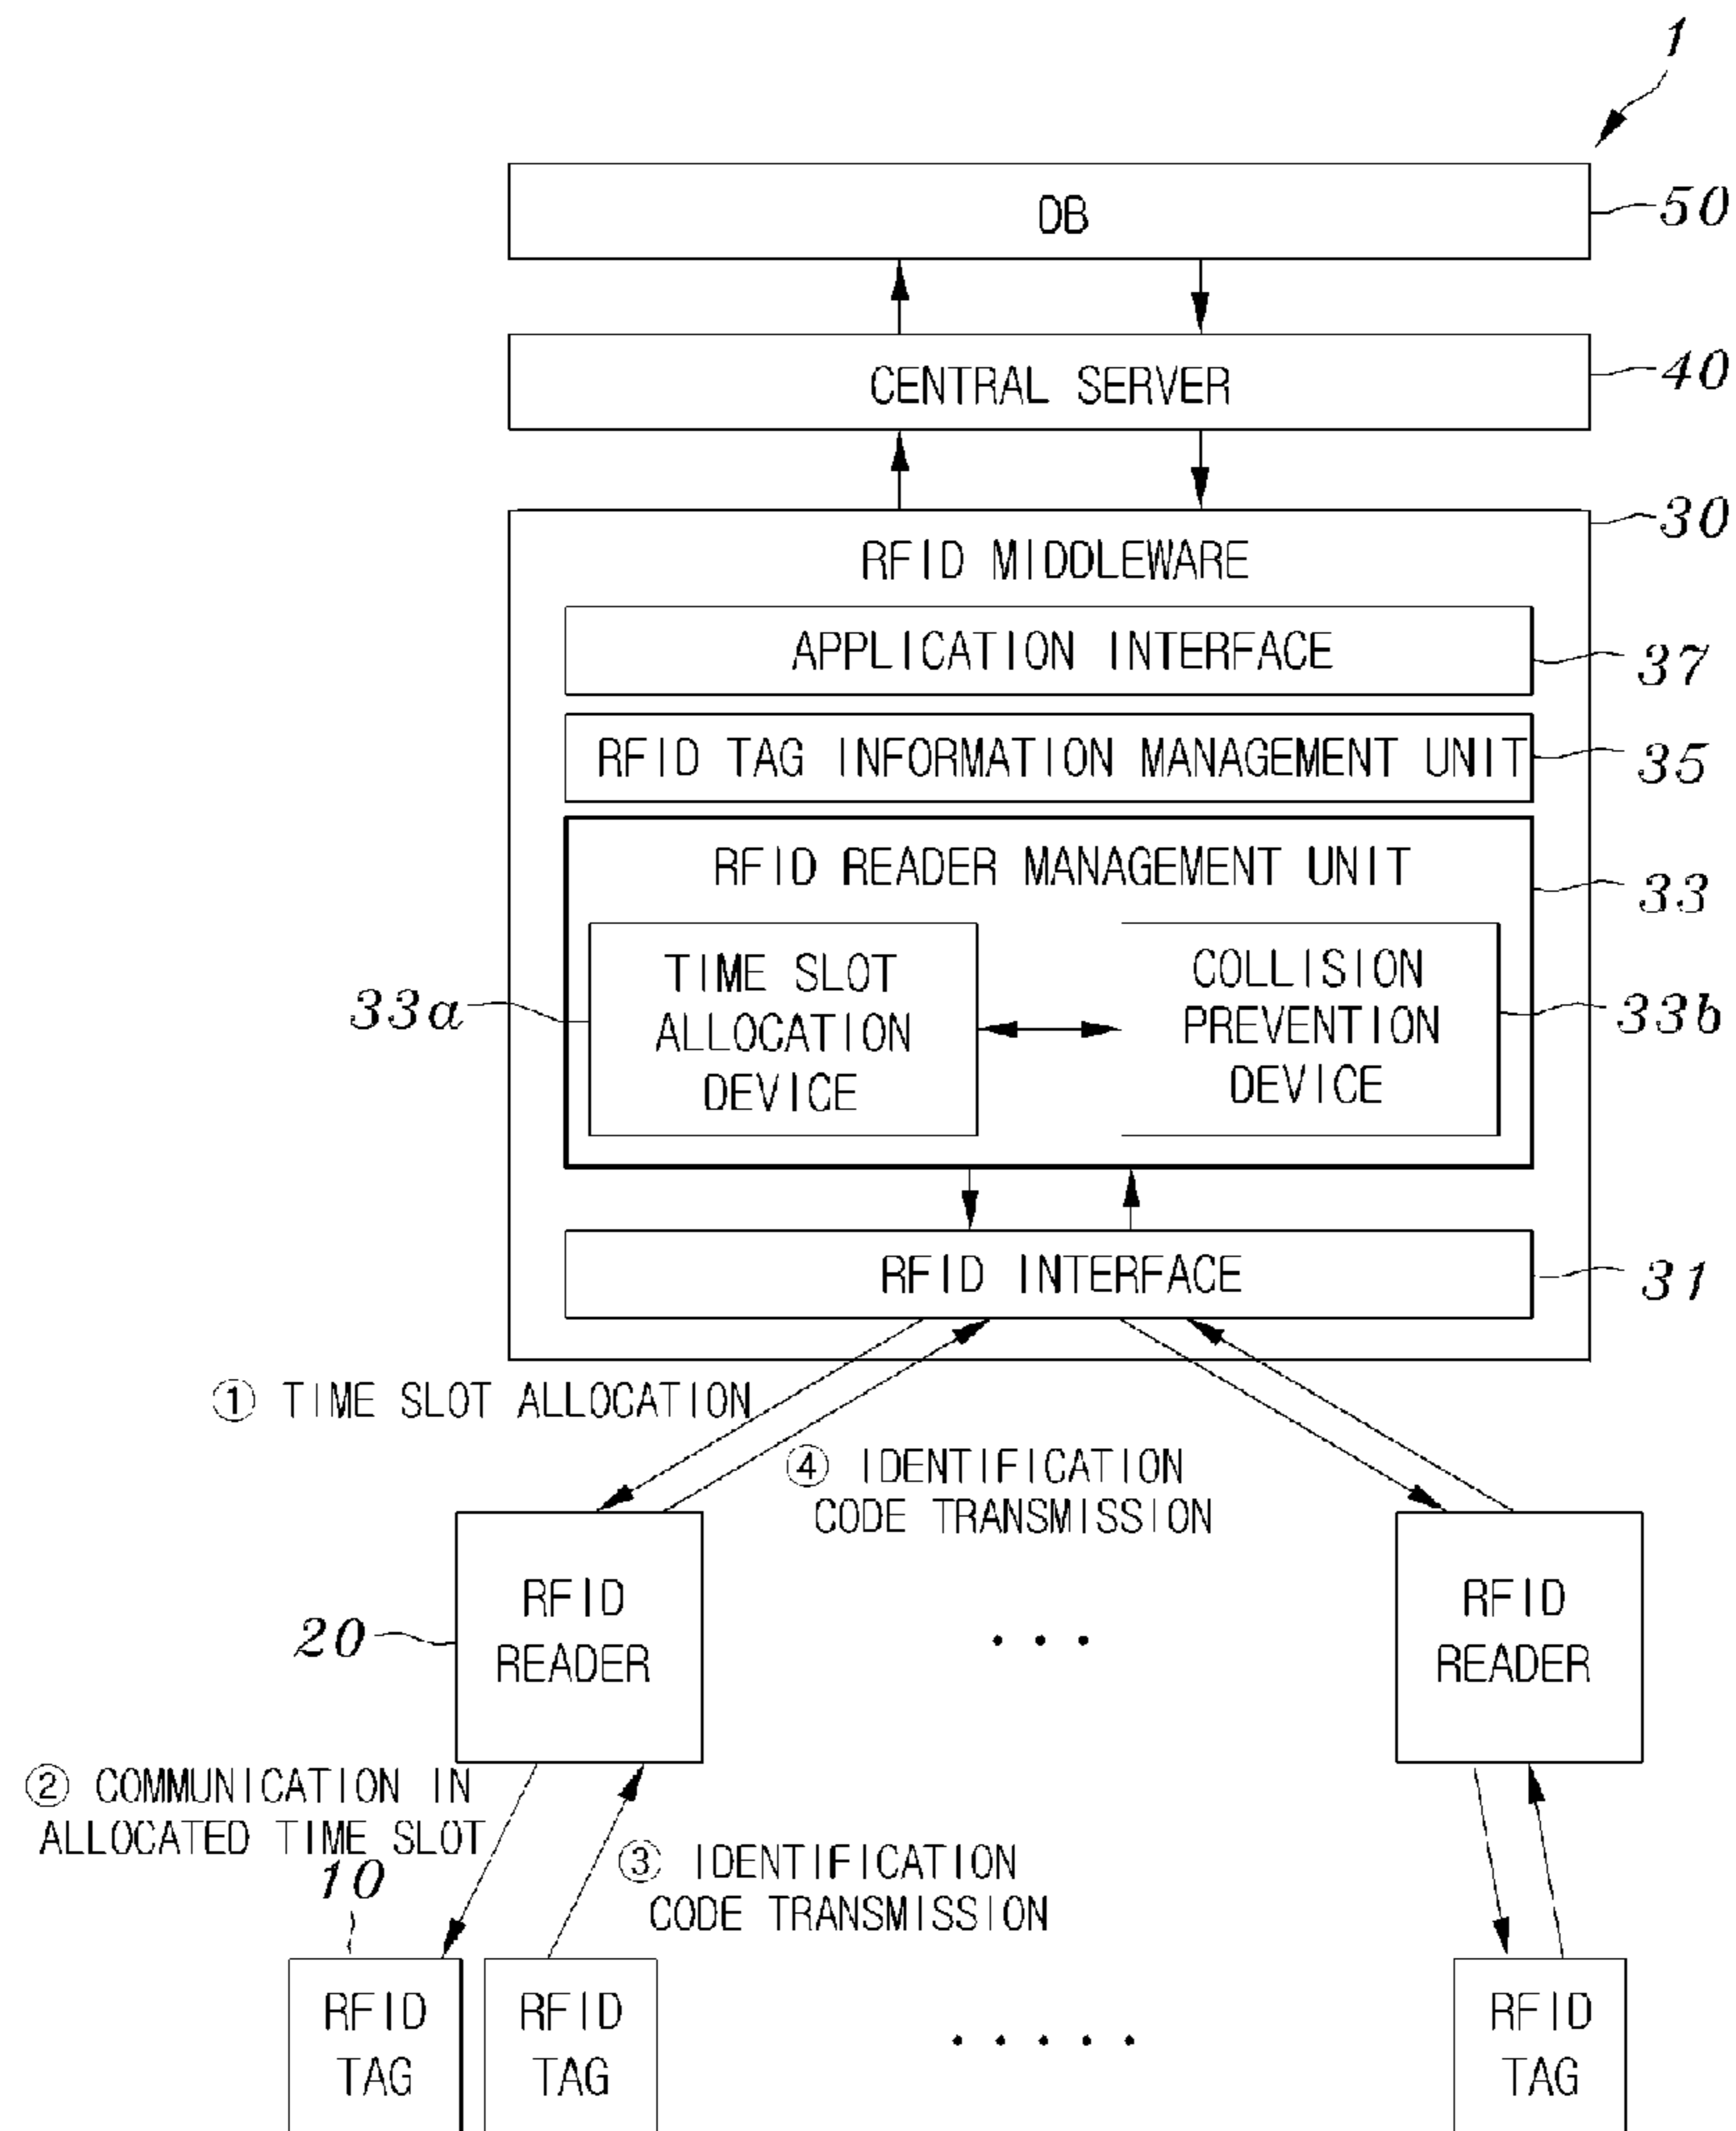 1
DB
50
CENTRAL SERVER
40
30
RFID MIDDLEWARE
APPLICATION INTERFACE
37
RFID TAG INFORMATION MANAGEMENT UNIT
35
RFID READER MANAGEMENT UNIT
33
TIME SLOT
ALLOCATION
DEVICE
33a
COLLISION
PREVENTION
DEVICE
33b
RFID INTERFACE
31
① TIME SLOT ALLOCATION
④ IDENTIFICATION
CODE TRANSMISSION
RFID
READER
20
...
RFID
READER
② COMMUNICATION IN
ALLOCATED TIME SLOT
10
③ IDENTIFICATION
CODE TRANSMISSION
RFID
TAG
RFID
TAG
.....
RFID
TAG